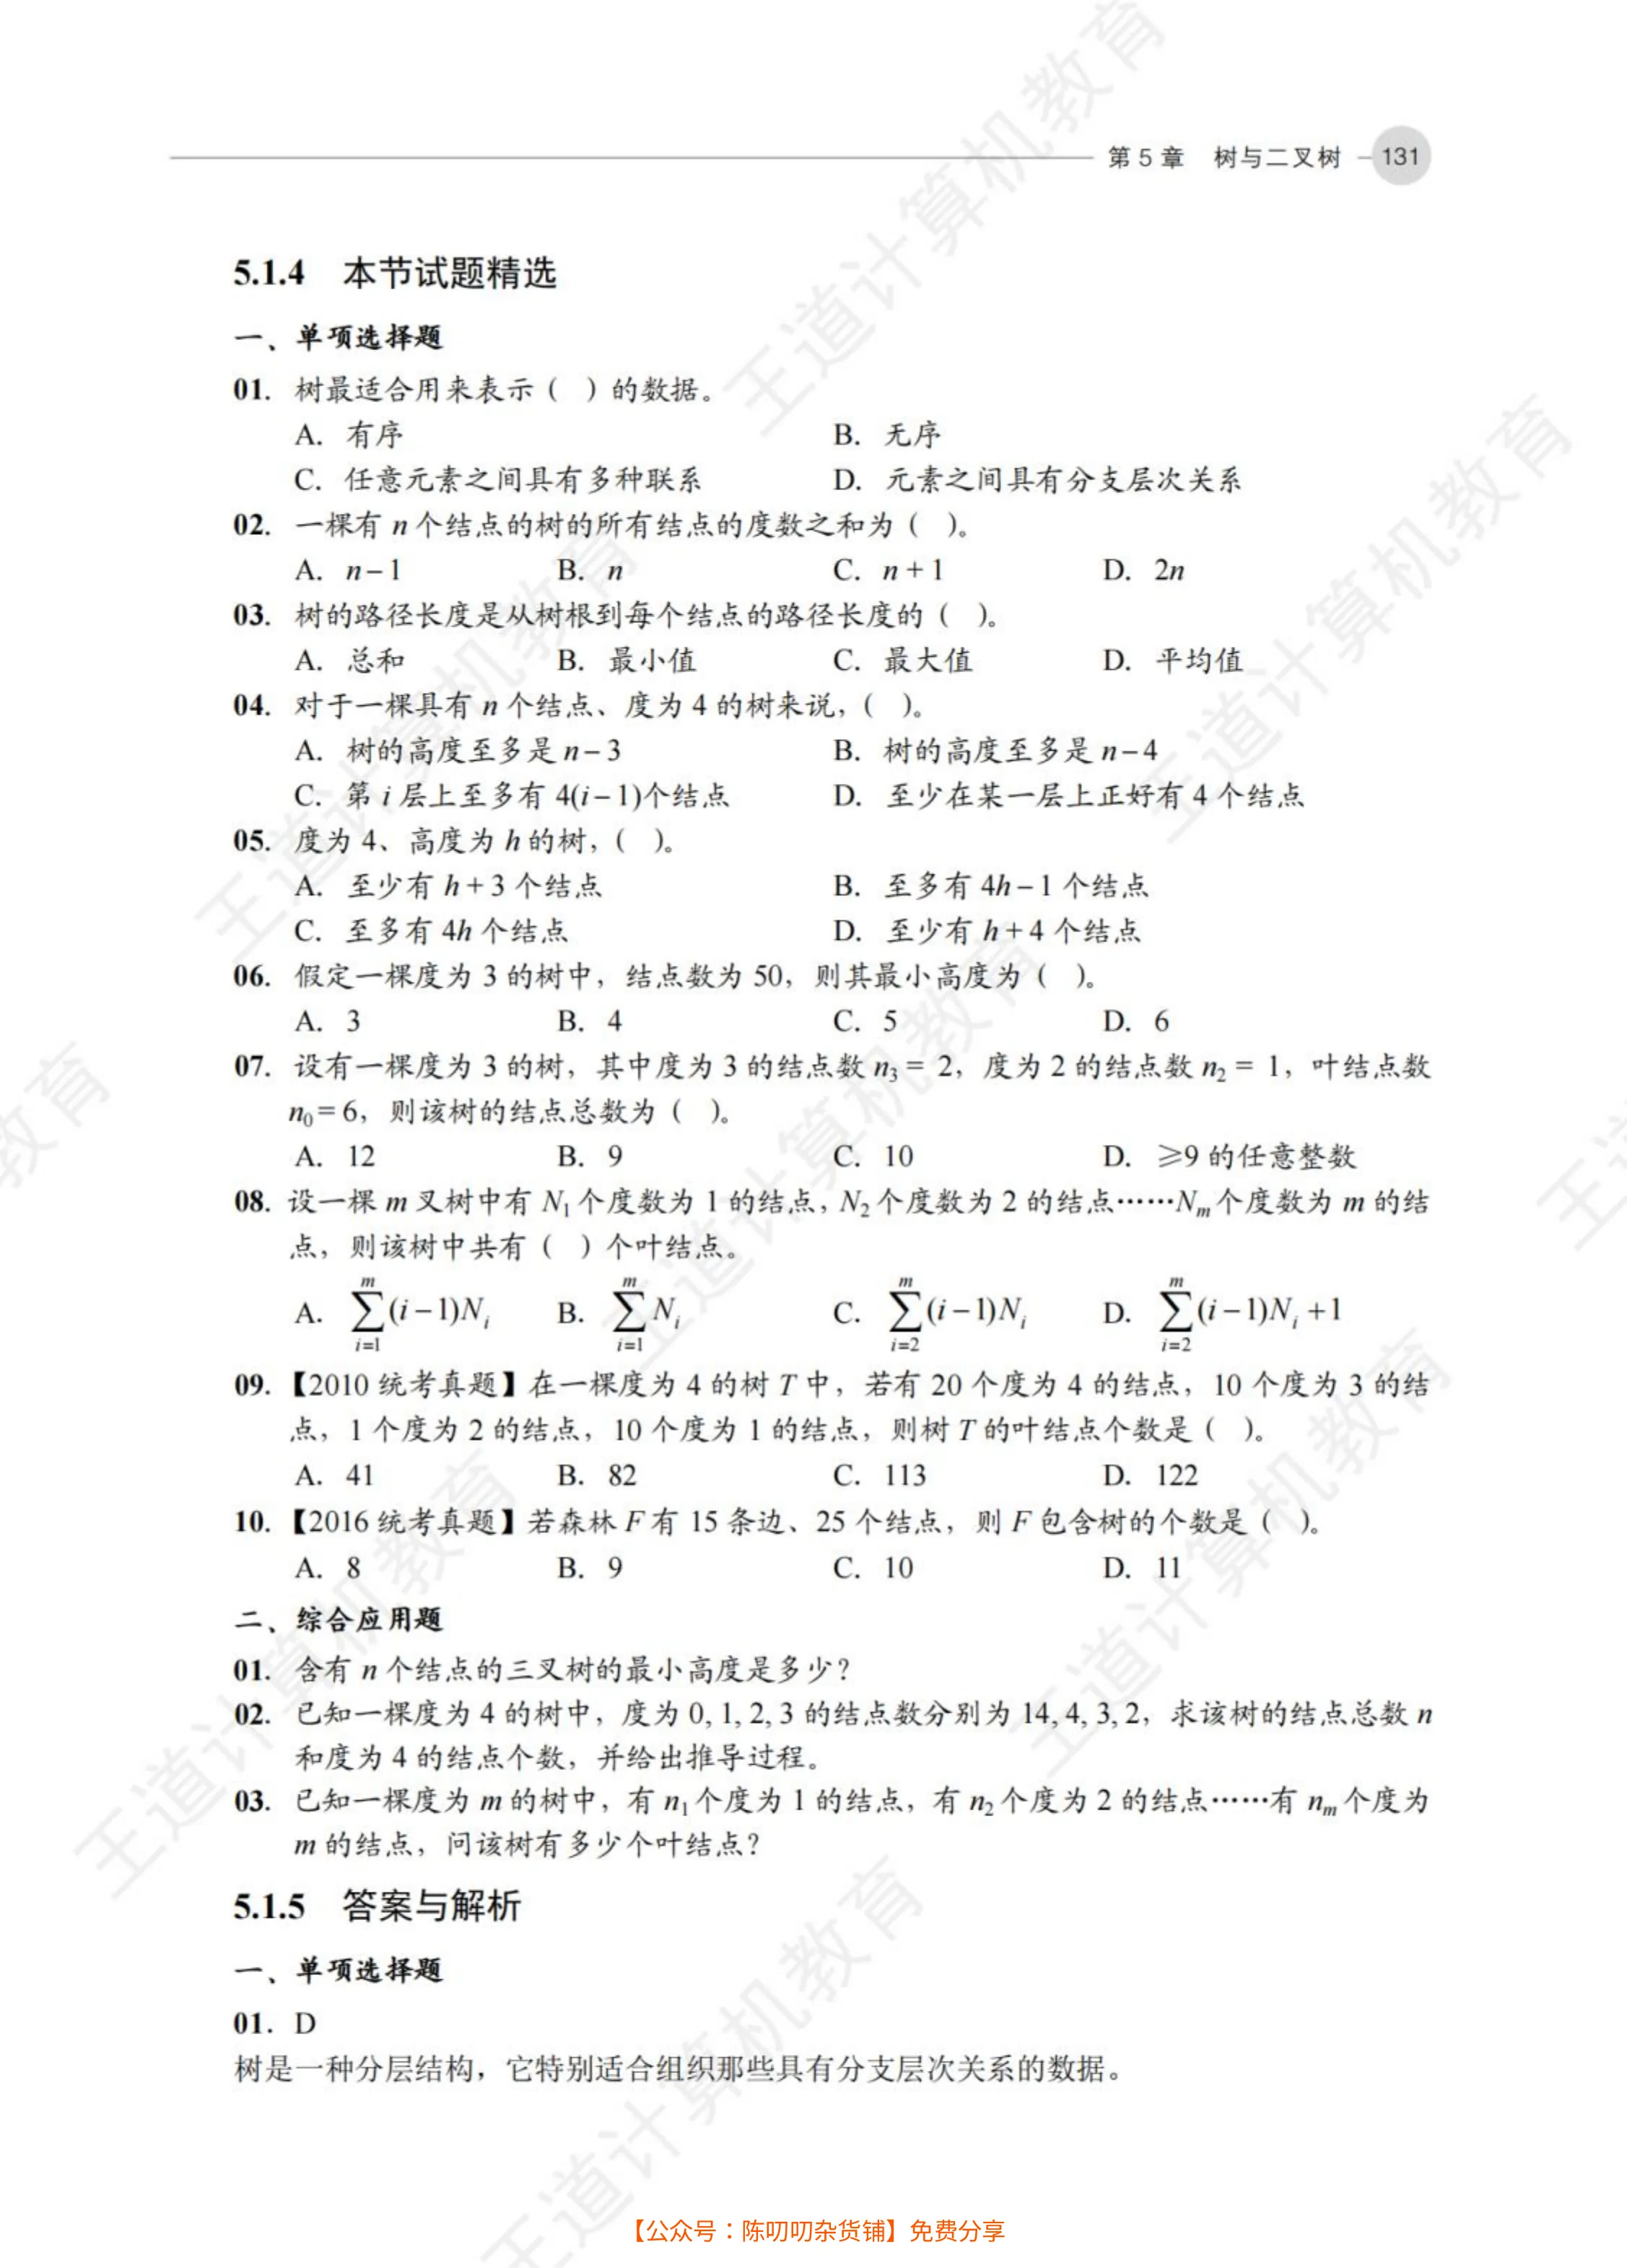 第 5 章 树与二叉树 131
5.1.4 本节试题精选
一、单项选择题
01. 树最适合用来表示（ ）的数据。
A. 有序 B. 无序
C. 任意元素之间具有多种联系 D. 元素之间具有分支层次关系
02. 一棵有 n 个结点的树的所有结点的度数之和为（ ）。
A. n−1 B. n C. n+1 D. 2n
03. 树的路径长度是从树根到每个结点的路径长度的（ ）。
A. 总和 B. 最小值 C. 最大值 D. 平均值
04. 对于一棵具有 n 个结点、度为 4 的树来说，（ ）。
A. 树的高度至多是 n−3 B. 树的高度至多是 n−4
C. 第 i 层上至多有 4(i−1)个结点 D. 至少在某一层上正好有 4 个结点
05. 度为 4、高度为 h 的树，（ ）。
A. 至少有 h+3 个结点 B. 至多有 4h−1 个结点
C. 至多有 4h 个结点 D. 至少有 h+4 个结点
06. 假定一棵度为 3 的树中，结点数为 50，则其最小高度为（ ）。
A. 3 B. 4 C. 5 D. 6
07. 设有一棵度为 3 的树，其中度为 3 的结点数 n₃ = 2，度为 2 的结点数 n₂ = 1，叶结点数
n₀=6，则该树的结点总数为（ ）。
A. 12 B. 9 C. 10 D. ≥9 的任意整数
08. 设一棵 m 叉树中有 N₁ 个度数为 1 的结点，N₂ 个度数为 2 的结点……Nₘ 个度数为 m 的结
点，则该树中共有（ ）个叶结点。
A. ∑_{i=1}^{m}(i−1)Nᵢ B. ∑_{i=1}^{m}Nᵢ C. ∑_{i=2}^{m}(i−1)Nᵢ D. ∑_{i=2}^{m}(i−1)Nᵢ+1
09. 【2010 统考真题】在一棵度为 4 的树 T 中，若有 20 个度为 4 的结点，10 个度为 3 的结
点，1 个度为 2 的结点，10 个度为 1 的结点，则树 T 的叶结点个数是（ ）。
A. 41 B. 82 C. 113 D. 122
10. 【2016 统考真题】若森林 F 有 15 条边、25 个结点，则 F 包含树的个数是（ ）。
A. 8 B. 9 C. 10 D. 11
二、综合应用题
01. 含有 n 个结点的三叉树的最小高度是多少？
02. 已知一棵度为 4 的树中，度为 0, 1, 2, 3 的结点数分别为 14, 4, 3, 2，求该树的结点总数 n
和度为 4 的结点个数，并给出推导过程。
03. 已知一棵度为 m 的树中，有 n₁ 个度为 1 的结点，有 n₂ 个度为 2 的结点……有 nₘ 个度为
m 的结点，问该树有多少个叶结点？
5.1.5 答案与解析
一、单项选择题
01. D
树是一种分层结构，它特别适合组织那些具有分支层次关系的数据。
【公众号：陈叨叨杂货铺】免费分享
王道计算机教育